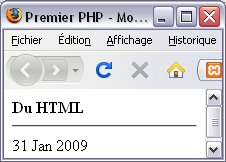 Premier PHP - Mo...
Fichier Édition Affichage Historique
Du HTML
31 Jan 2009